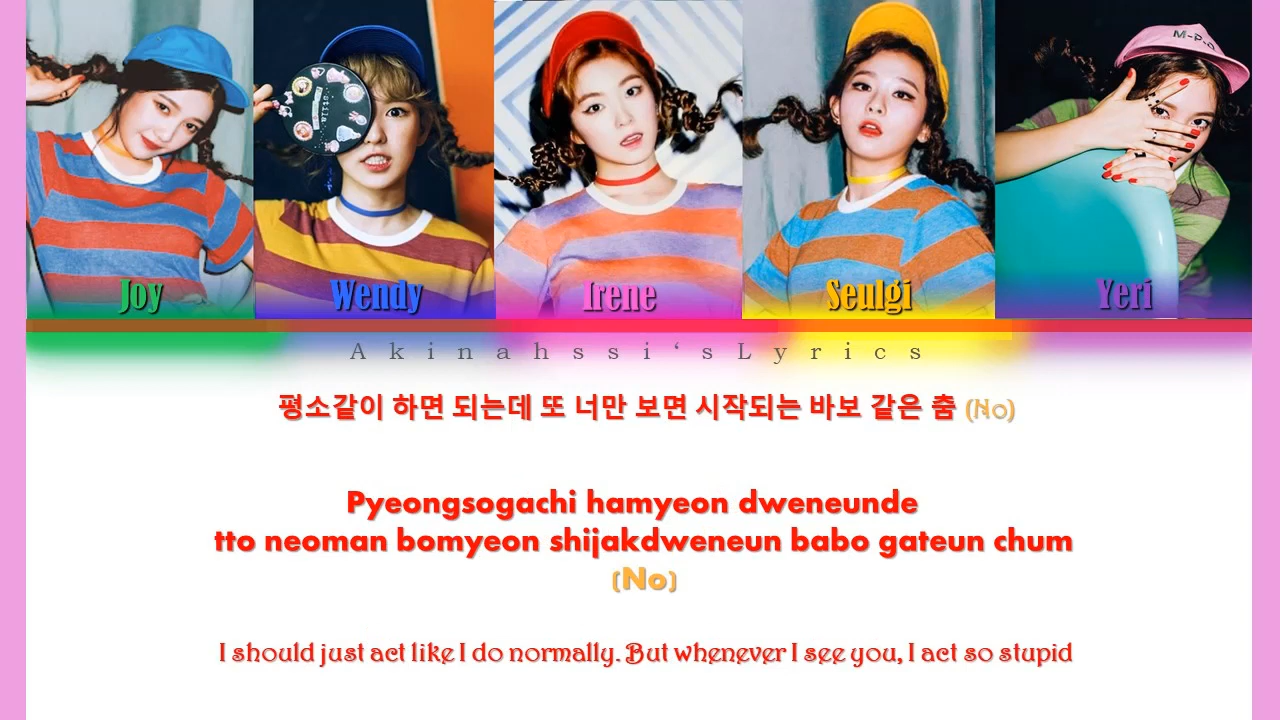 M-P-
utila
Joy
Wendy
Irene
Seulgi
Yeri
Akinahssi‘sLyrics
평소같이 하면 되는데 또 너만 보면 시작되는 바보 같은 춤 (No)
Pyeongsogachi hamyeon dweneunde
tto neoman bomyeon shijakdweneun babo gateun chum
(No)
I should just act like I do normally. But whenever I see you, I act so stupid